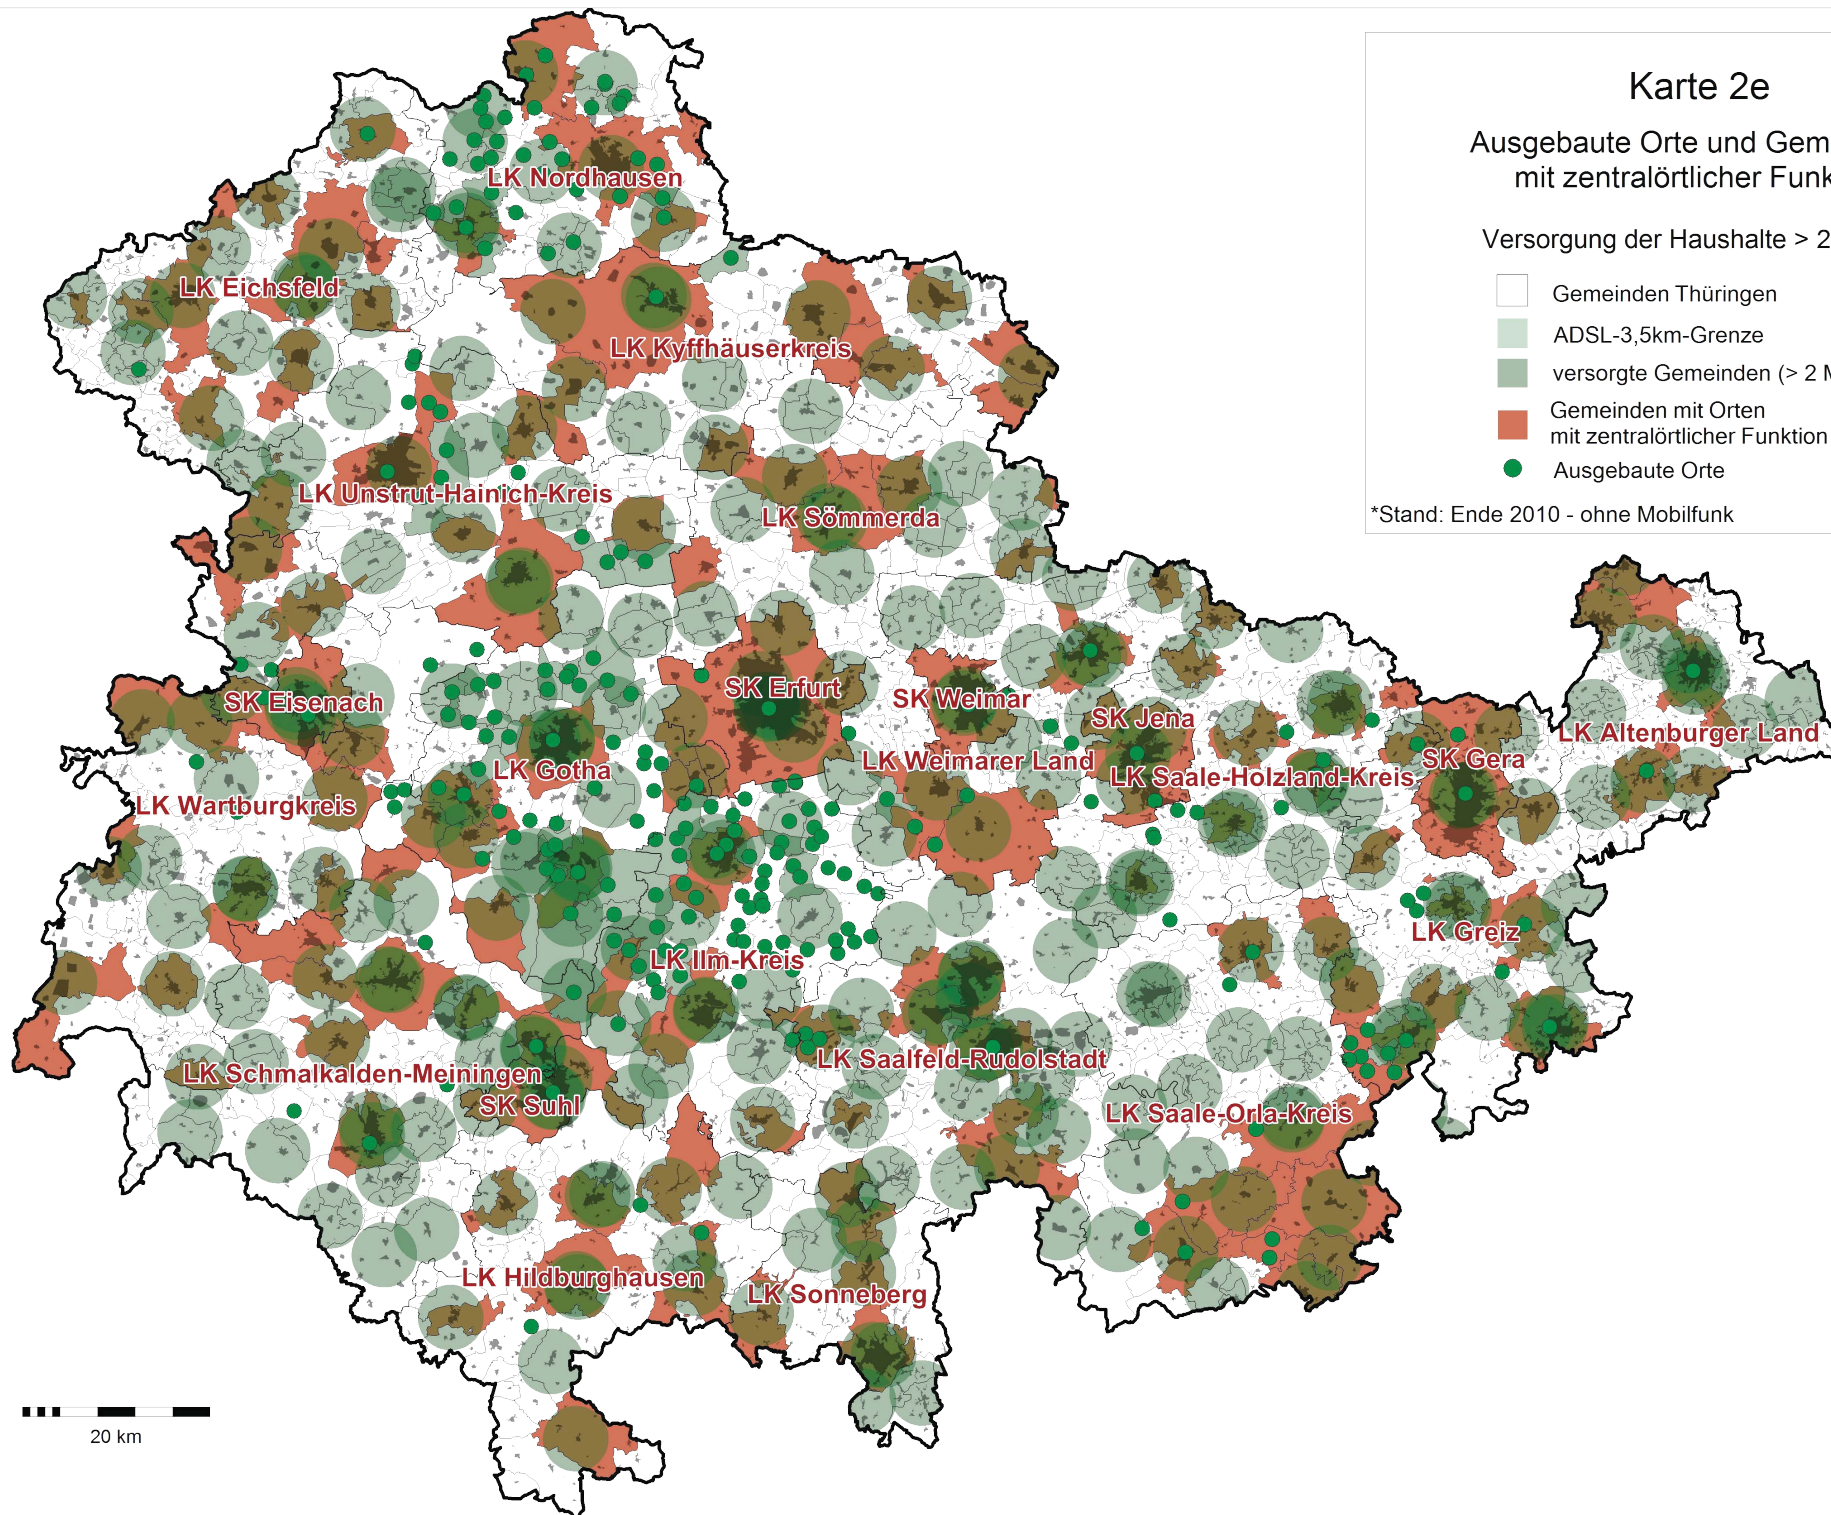 Karte 2e
Ausgebaute Orte und Gem
mit zentralörtlicher Funk
Versorgung der Haushalte > 2
Gemeinden Thüringen
ADSL-3,5km-Grenze
versorgte Gemeinden (> 2 M
Gemeinden mit Orten
mit zentralörtlicher Funktion
Ausgebaute Orte
*Stand: Ende 2010 - ohne Mobilfunk
LK Nordhausen
LK Eichsfeld
LK Kyffhäuserkreis
LK Unstrut-Hainich-Kreis
LK Sömmerda
SK Eisenach
SK Erfurt
SK Weimar
SK Jena
LK Altenburger Land
LK Gotha
LK Weimarer Land
LK Saale-Holzland-Kreis
SK Gera
LK Wartburgkreis
LK Greiz
LK Ilm-Kreis
LK Saalfeld-Rudolstadt
LK Schmalkalden-Meiningen
SK Suhl
LK Saale-Orla-Kreis
LK Hildburghausen
LK Sonneberg
20 km